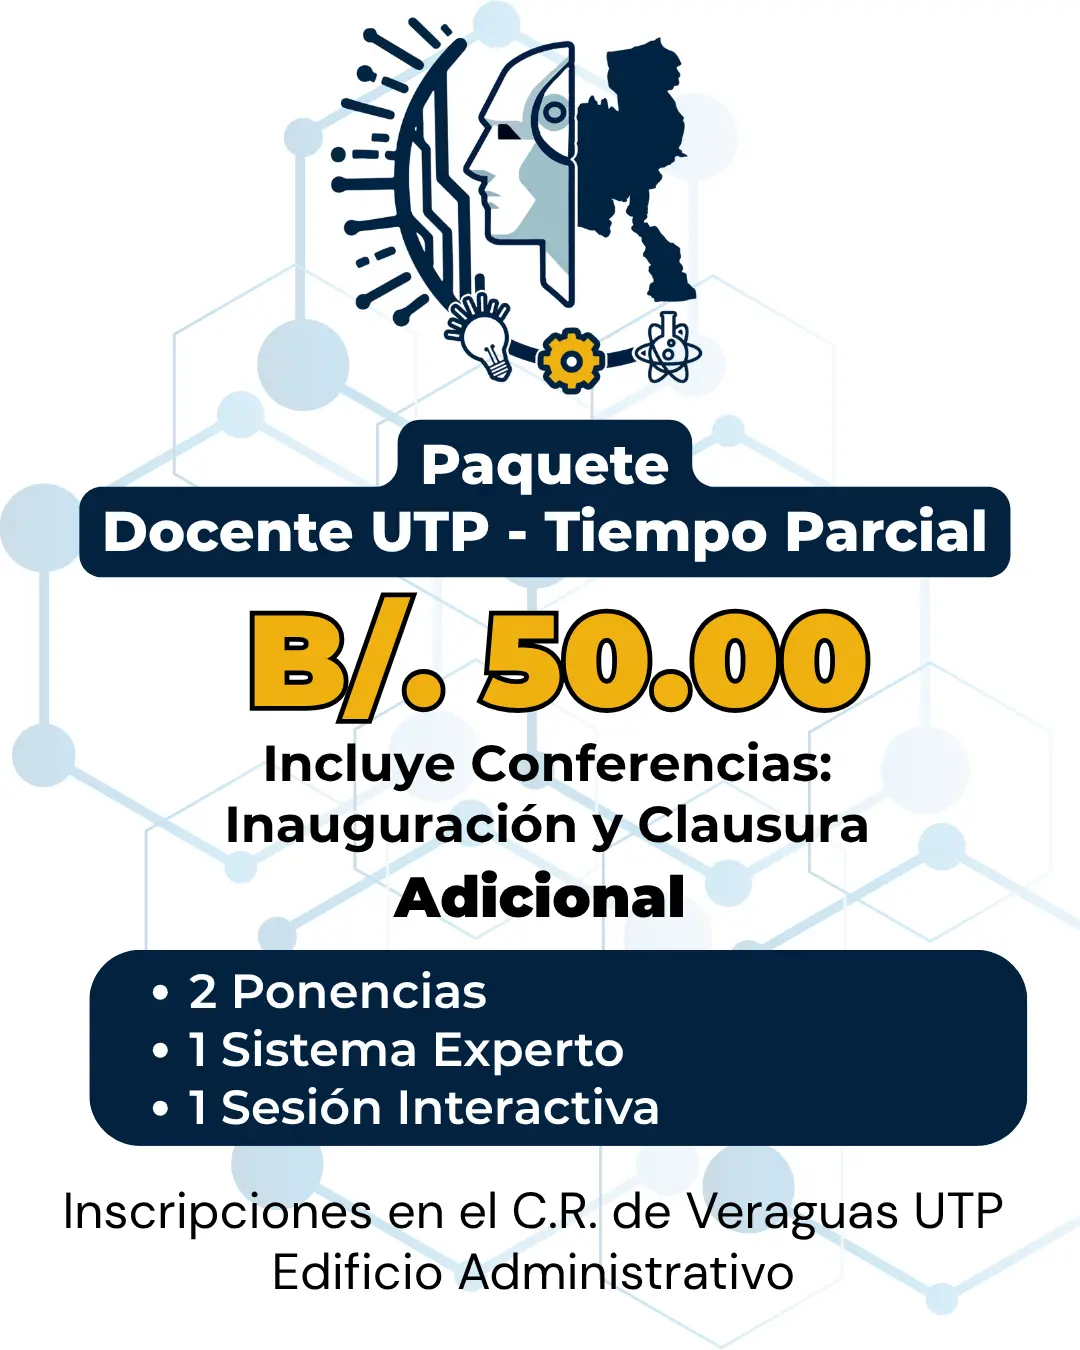 Paquete
Docente UTP - Tiempo Parcial
B/. 50.00
Incluye Conferencias:
Inauguración y Clausura
Adicional
• 2 Ponencias
• 1 Sistema Experto
• 1 Sesión Interactiva
Inscripciones en el C.R. de Veraguas UTP
Edificio Administrativo